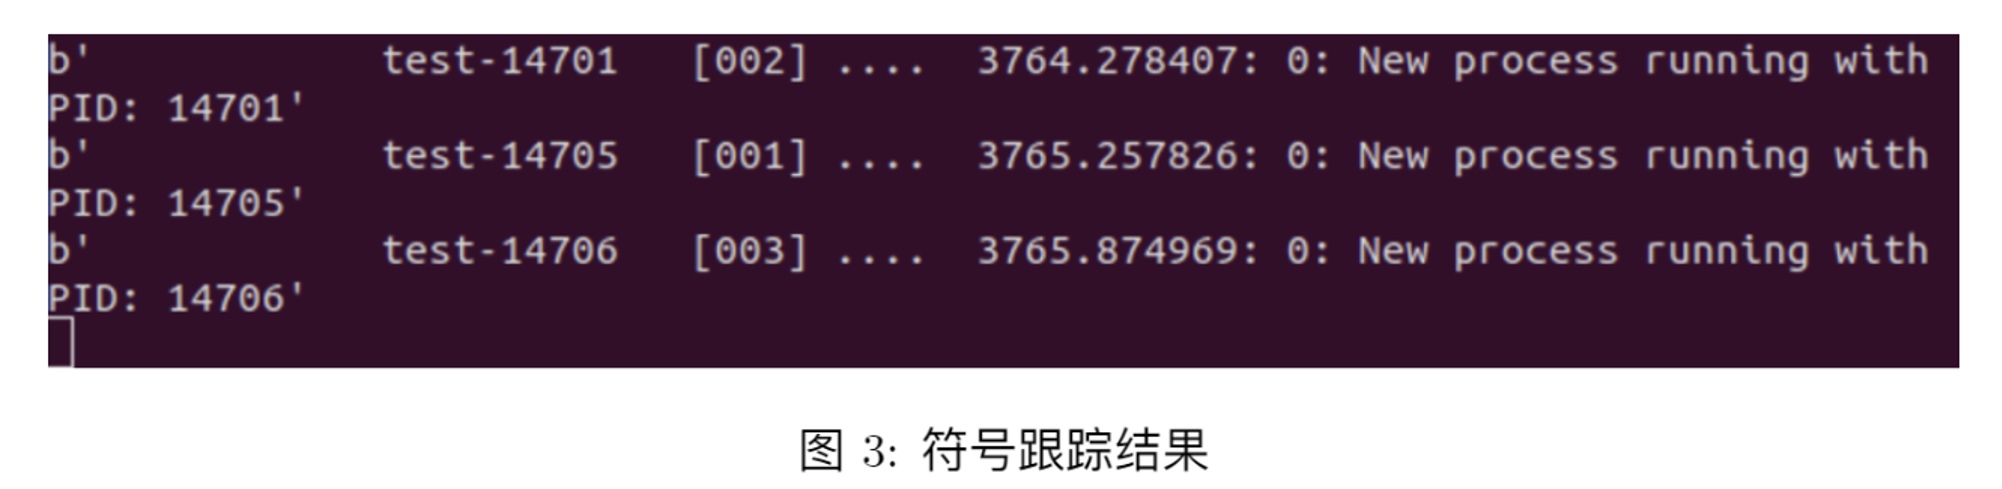 b'            test-14701   [002] ....  3764.278407: 0: New process running with
PID: 14701'
b'            test-14705   [001] ....  3765.257826: 0: New process running with
PID: 14705'
b'            test-14706   [003] ....  3765.874969: 0: New process running with
PID: 14706'
图 3: 符号跟踪结果